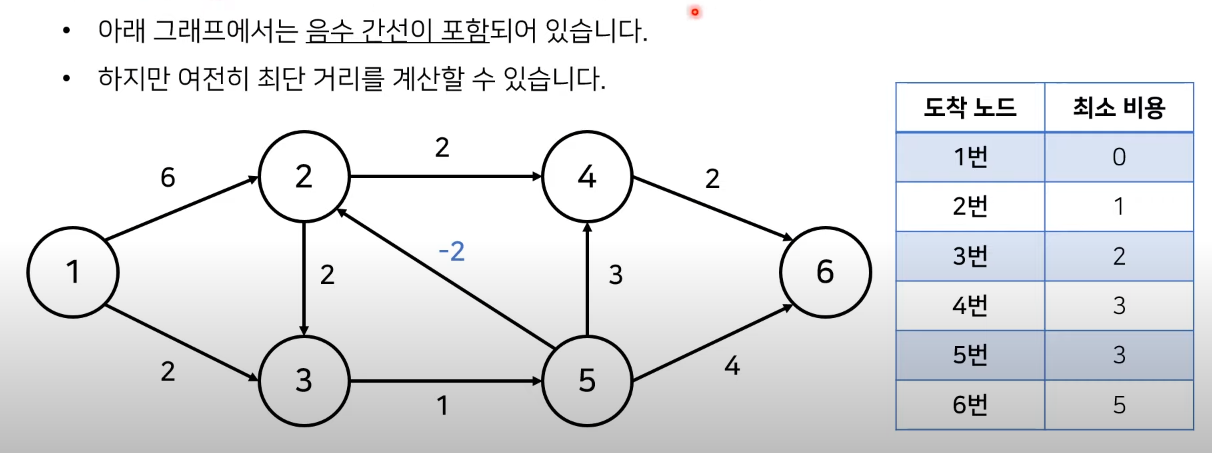 • 아래 그래프에서는 음수 간선이 포함되어 있습니다.
• 하지만 여전히 최단 거리를 계산할 수 있습니다.
6
2
2
4
2
1
2
-2
3
6
2
3
1
5
4
도착 노드 최소 비용
1번 0
2번 1
3번 2
4번 3
5번 3
6번 5